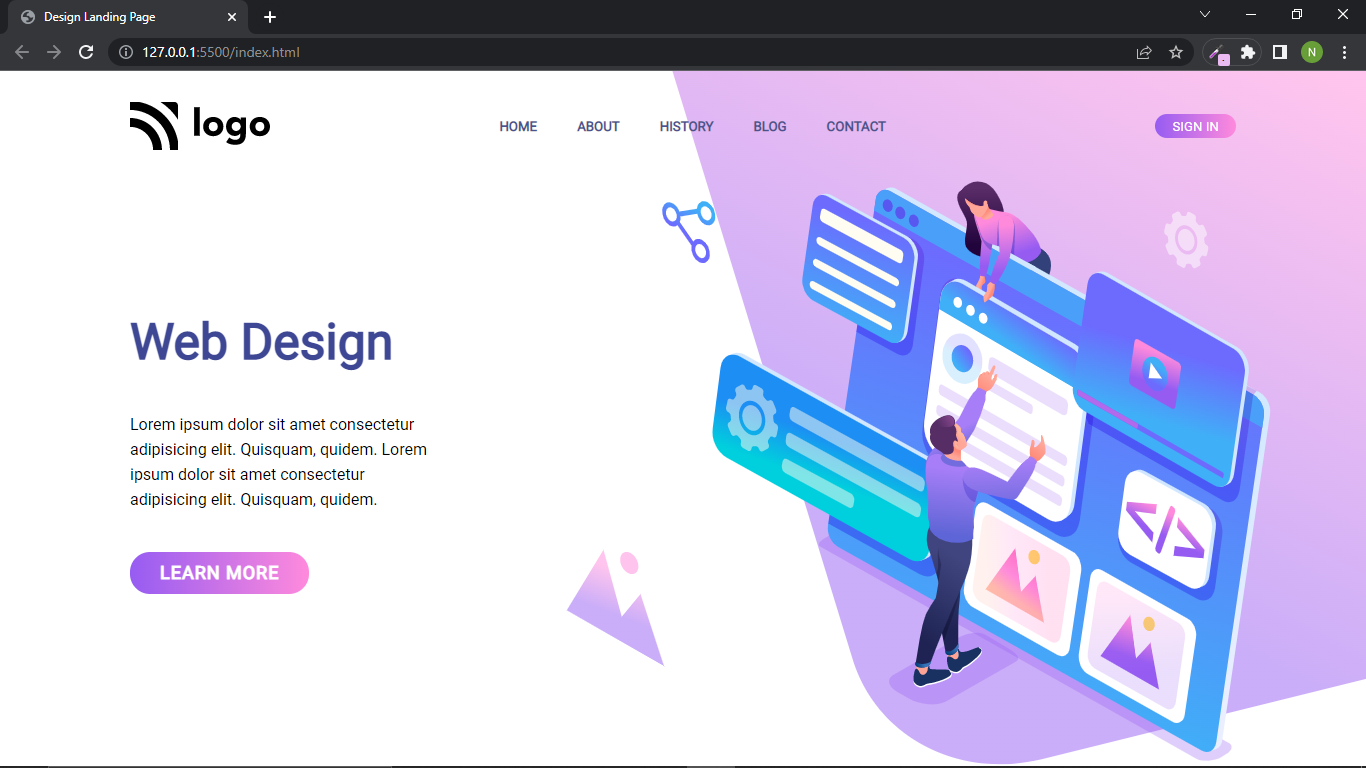 Design Landing Page
127.0.0.1:5500/index.html
N
logo
HOME ABOUT HISTORY BLOG CONTACT
SIGN IN
Web Design
Lorem ipsum dolor sit amet consectetur
adipisicing elit. Quisquam, quidem. Lorem
ipsum dolor sit amet consectetur
adipisicing elit. Quisquam, quidem.
LEARN MORE
</>